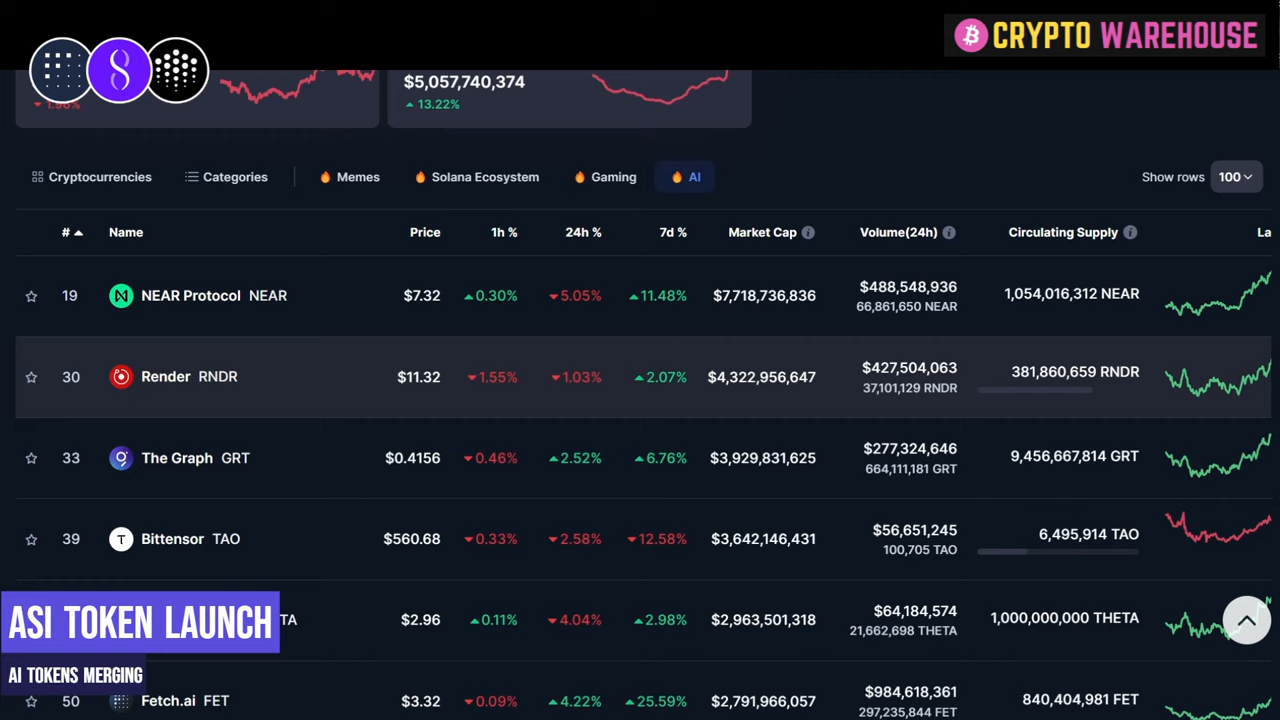 CRYPTO WAREHOUSE
$5,057,740,374
1.96%
13.22%
Cryptocurrencies Categories Memes Solana Ecosystem Gaming AI Show rows 100
# Name Price 1h % 24h % 7d % Market Cap Volume(24h) Circulating Supply La
19 NEAR Protocol NEAR $7.32 0.30% 5.05% 11.48% $7,718,736,836 $488,548,936 1,054,016,312 NEAR
66,861,650 NEAR
30 Render RNDR $11.32 1.55% 1.03% 2.07% $4,322,956,647 $427,504,063 381,860,659 RNDR
37,101,129 RNDR
33 The Graph GRT $0.4156 0.46% 2.52% 6.76% $3,929,831,625 $277,324,646 9,456,667,814 GRT
664,111,181 GRT
39 T Bittensor TAO $560.68 0.33% 2.58% 12.58% $3,642,146,431 $56,651,245 6,495,914 TAO
100,705 TAO
TA $2.96 0.11% 4.04% 2.98% $2,963,501,318 $64,184,574 1,000,000,000 THETA
21,662,698 THETA
ASI TOKEN LAUNCH
AI TOKENS MERGING
50 Fetch.ai FET $3.32 0.09% 4.22% 25.59% $2,791,966,057 $984,618,361 840,404,981 FET
297,235,844 FET